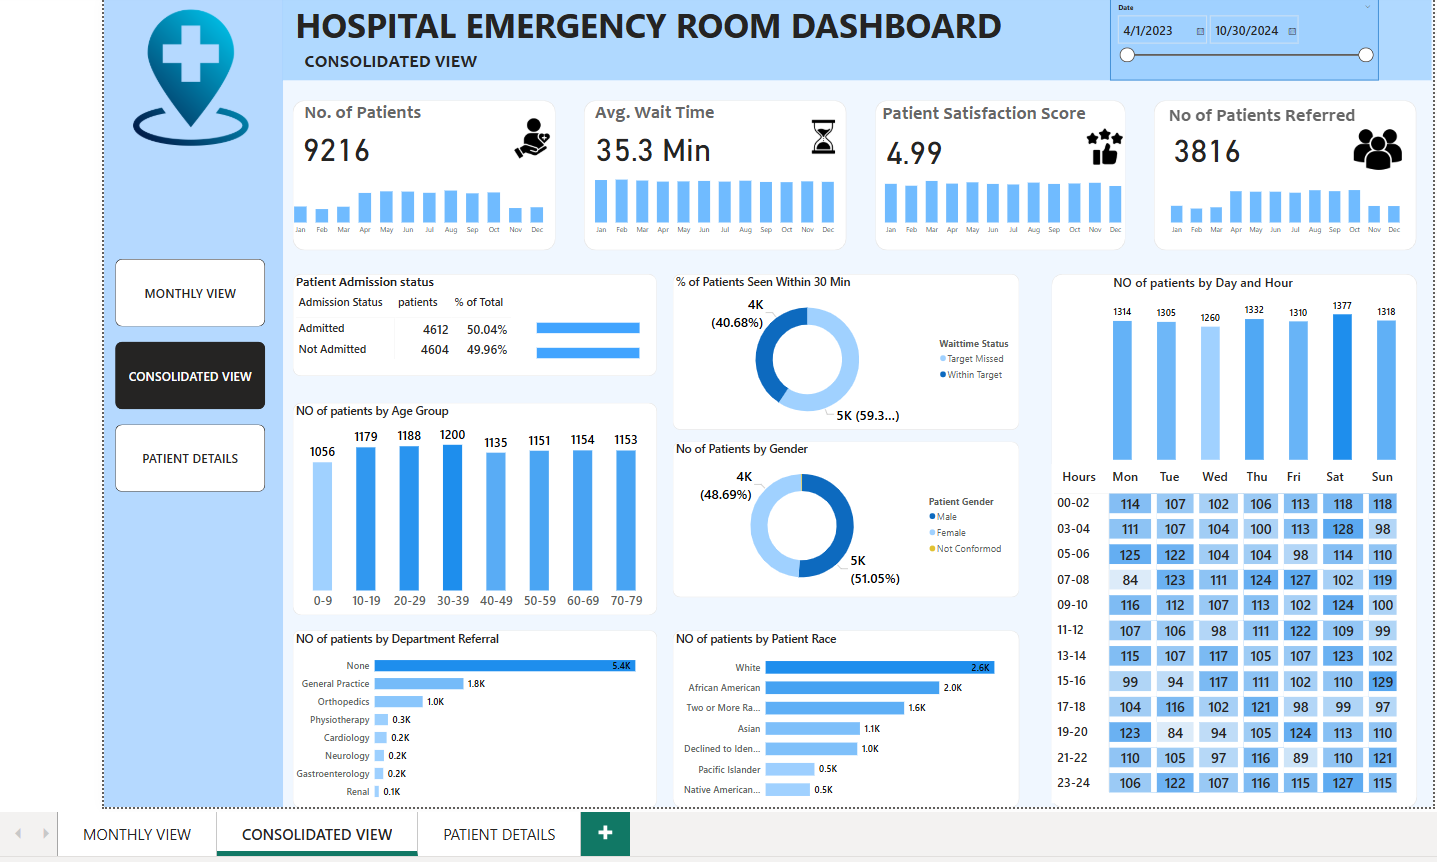 HOSPITAL EMERGENCY ROOM DASHBOARD
CONSOLIDATED VIEW
Date
4/1/2023 10/30/2024
MONTHLY VIEW
CONSOLIDATED VIEW
PATIENT DETAILS
No. of Patients
9216
Jan Feb Mar Apr May Jun Jul Aug Sep Oct Nov Dec
Avg. Wait Time
35.3 Min
Jan Feb Mar Apr May Jun Jul Aug Sep Oct Nov Dec
Patient Satisfaction Score
4.99
Jan Feb Mar Apr May Jun Jul Aug Sep Oct Nov Dec
No of Patients Referred
3816
Jan Feb Mar Apr May Jun Jul Aug Sep Oct Nov Dec
Patient Admission status
Admission Status patients % of Total
Admitted 4612 50.04%
Not Admitted 4604 49.96%
NO of patients by Age Group
1056 1179 1188 1200 1135 1151 1154 1153
0-9 10-19 20-29 30-39 40-49 50-59 60-69 70-79
NO of patients by Department Referral
None 5.4K
General Practice 1.8K
Orthopedics 1.0K
Physiotherapy 0.3K
Cardiology 0.2K
Neurology 0.2K
Gastroenterology 0.2K
Renal 0.1K
% of Patients Seen Within 30 Min
4K
(40.68%)
5K (59.3...)
Waittime Status
Target Missed
Within Target
No of Patients by Gender
4K
(48.69%)
5K
(51.05%)
Patient Gender
Male
Female
Not Conformod
NO of patients by Patient Race
White 2.6K
African American 2.0K
Two or More Ra... 1.6K
Asian 1.1K
Declined to Iden... 1.0K
Pacific Islander 0.5K
Native American... 0.5K
NO of patients by Day and Hour
1314 1305 1260 1332 1310 1377 1318
Hours Mon Tue Wed Thu Fri Sat Sun
00-02 114 107 102 106 113 118 118
03-04 111 107 104 100 113 128 98
05-06 125 122 104 104 98 114 110
07-08 84 123 111 124 127 102 119
09-10 116 112 107 113 102 124 100
11-12 107 106 98 111 122 109 99
13-14 115 107 117 105 107 123 102
15-16 99 94 117 111 102 110 129
17-18 104 116 102 121 98 99 97
19-20 123 84 94 105 124 113 110
21-22 110 105 97 116 89 110 121
23-24 106 122 107 116 115 127 115
MONTHLY VIEW CONSOLIDATED VIEW PATIENT DETAILS +